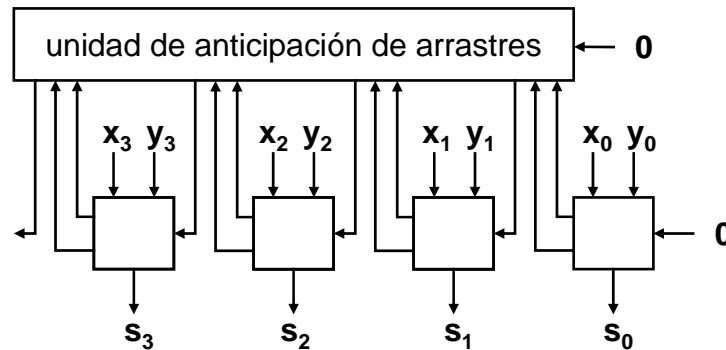 unidad de anticipación de arrastres 0
x₃ y₃ x₂ y₂ x₁ y₁ x₀ y₀
0
s₃ s₂ s₁ s₀